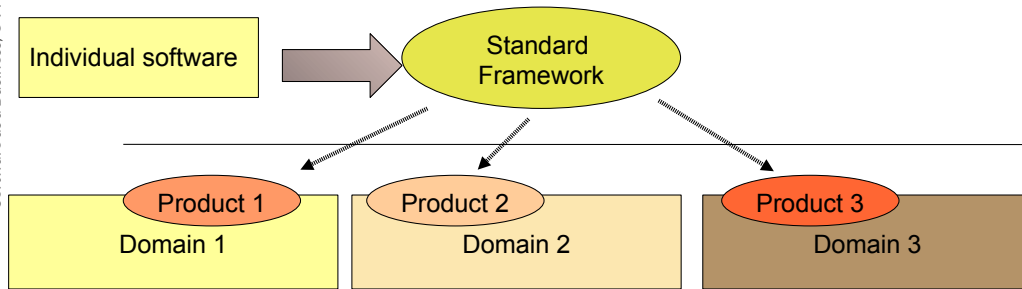 Individual software
Standard
Framework
Product 1
Product 2
Product 3
Domain 1
Domain 2
Domain 3